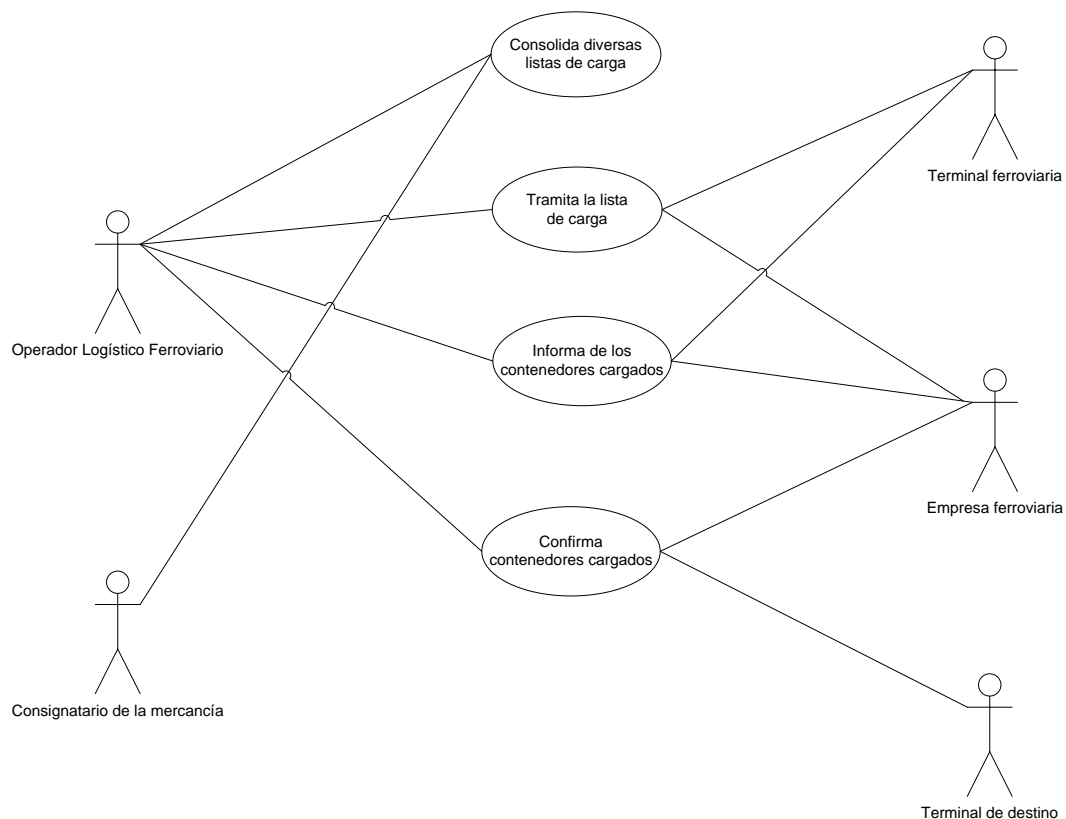 Consolida diversas
listas de carga
Terminal ferroviaria
Tramita la lista
de carga
Operador Logístico Ferroviario
Informa de los
contenedores cargados
Empresa ferroviaria
Confirma
contenedores cargados
Consignatario de la mercancía
Terminal de destino